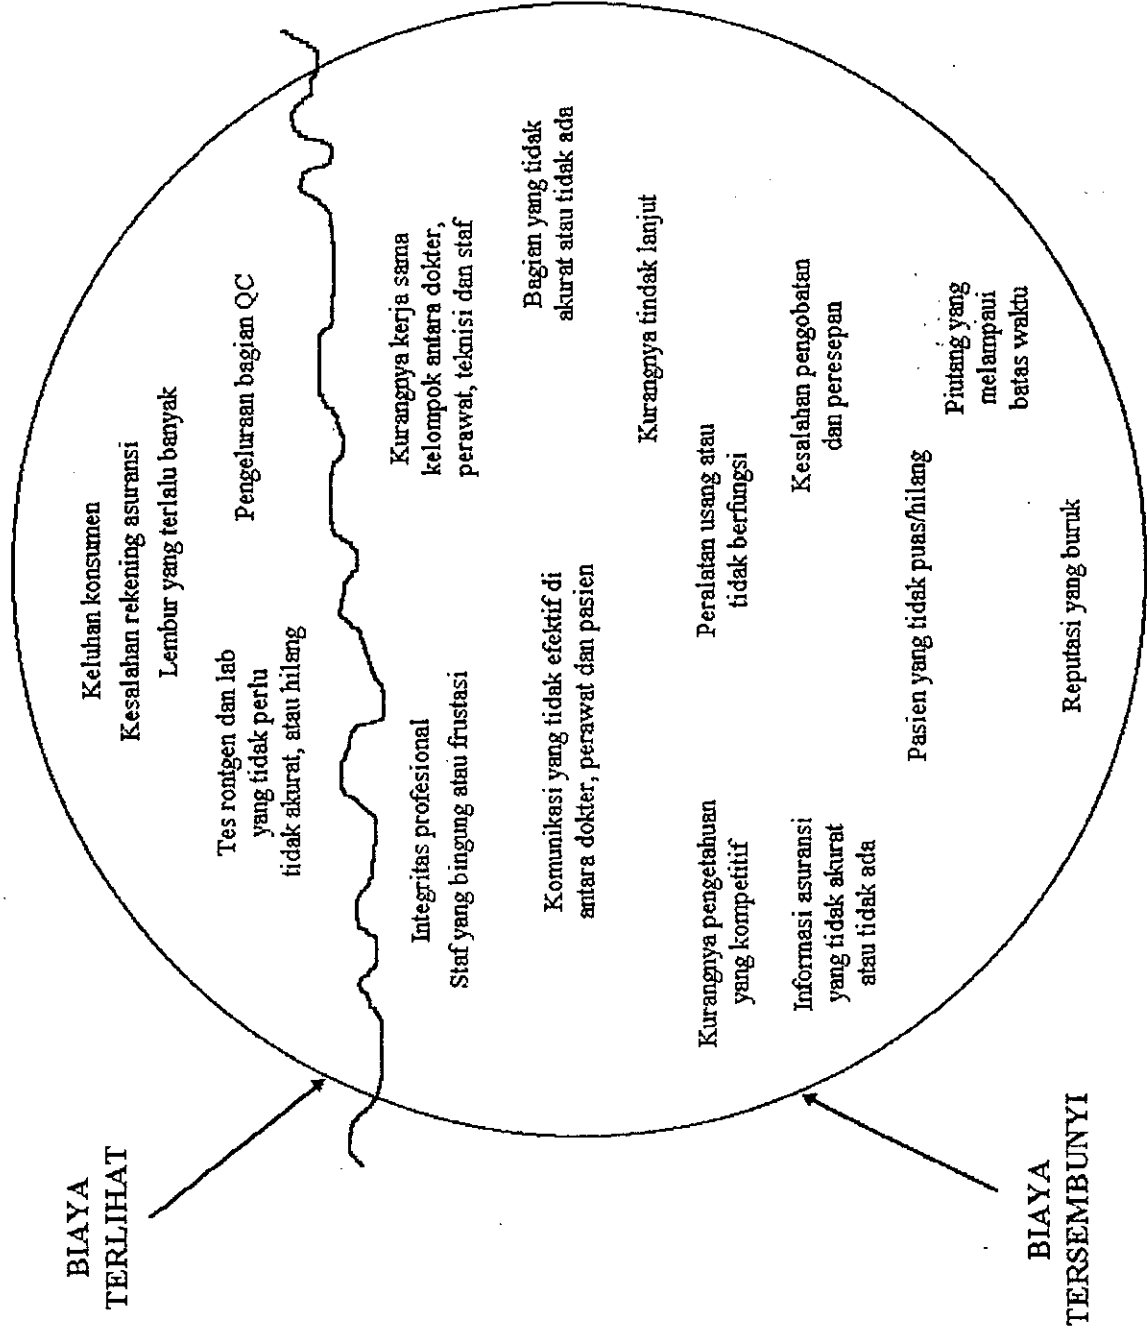 BIAYA
TERLIHAT
Keluhan konsumen
Kesalahan rekening asuransi
Lembur yang terlalu banyak
Tes rontgen dan lab
yang tidak perlu
tidak akurat, atau hilang
Pengeluraan bagian QC
Integritas profesional
Staf yang bingung atau frustasi
Kurangnya kerja sama
kelompok antara dokter,
perawat, teknisi dan staf
Komunikasi yang tidak efektif di
antara dokter, perawat dan pasien
Bagian yang tidak
akurat atau tidak ada
Kurangnya tindak lanjut
Kurangnya pengetahuan
yang kompetitif
Peralatan usang atau
tidak berfungsi
Informasi asuransi
yang tidak akurat
atau tidak ada
Kesalahan pengobatan
dan peresepan
Pasien yang tidak puas/hilang
Piutang yang
melampaui
batas waktu
Reputasi yang buruk
BIAYA
TERSEMBUNYI